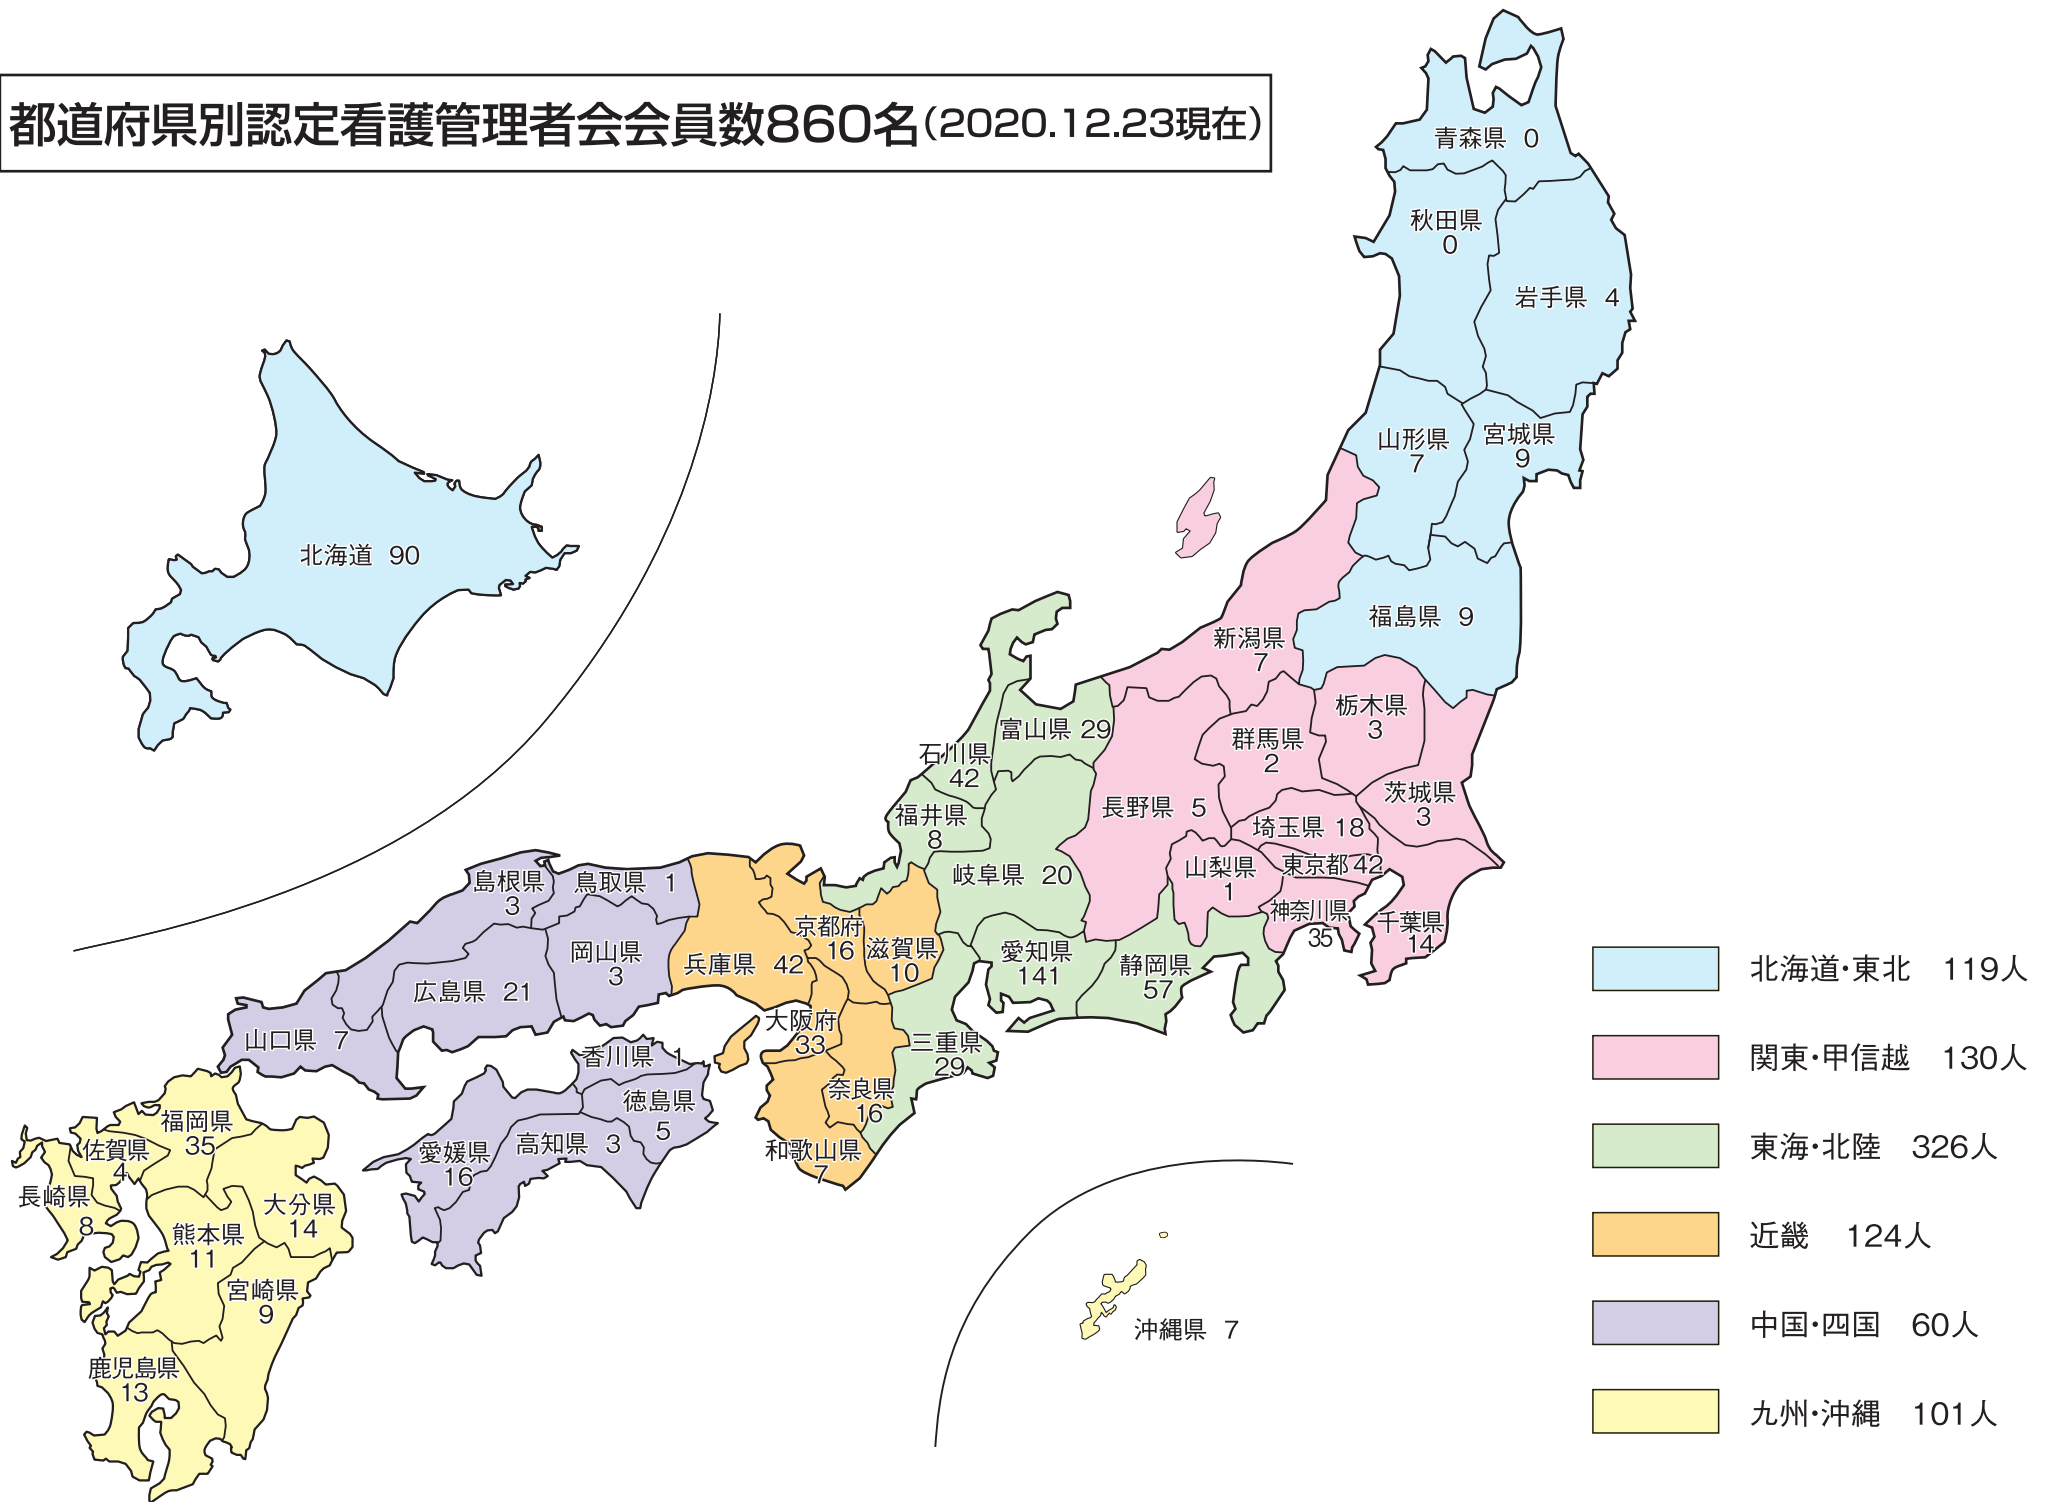 都道府県別認定看護管理者会会員数860名（2020.12.23現在）
青森県 0
秋田県
0
岩手県 4
山形県
7
宮城県
9
福島県 9
北海道 90
新潟県
7
栃木県
3
群馬県
2
茨城県
3
長野県 5
埼玉県 18
東京都 42
山梨県
1
神奈川県
35
千葉県
14
富山県 29
石川県
42
福井県
8
岐阜県 20
愛知県
141
静岡県
57
三重県
29
京都府
16
滋賀県
10
兵庫県 42
大阪府
33
奈良県
16
和歌山県
7
島根県
3
鳥取県 1
岡山県
3
広島県 21
山口県 7
香川県 1
徳島県
5
高知県 3
愛媛県
16
福岡県
35
佐賀県
4
長崎県
8
大分県
14
熊本県
11
宮崎県
9
鹿児島県
13
沖縄県 7
北海道・東北 119人
関東・甲信越 130人
東海・北陸 326人
近畿 124人
中国・四国 60人
九州・沖縄 101人